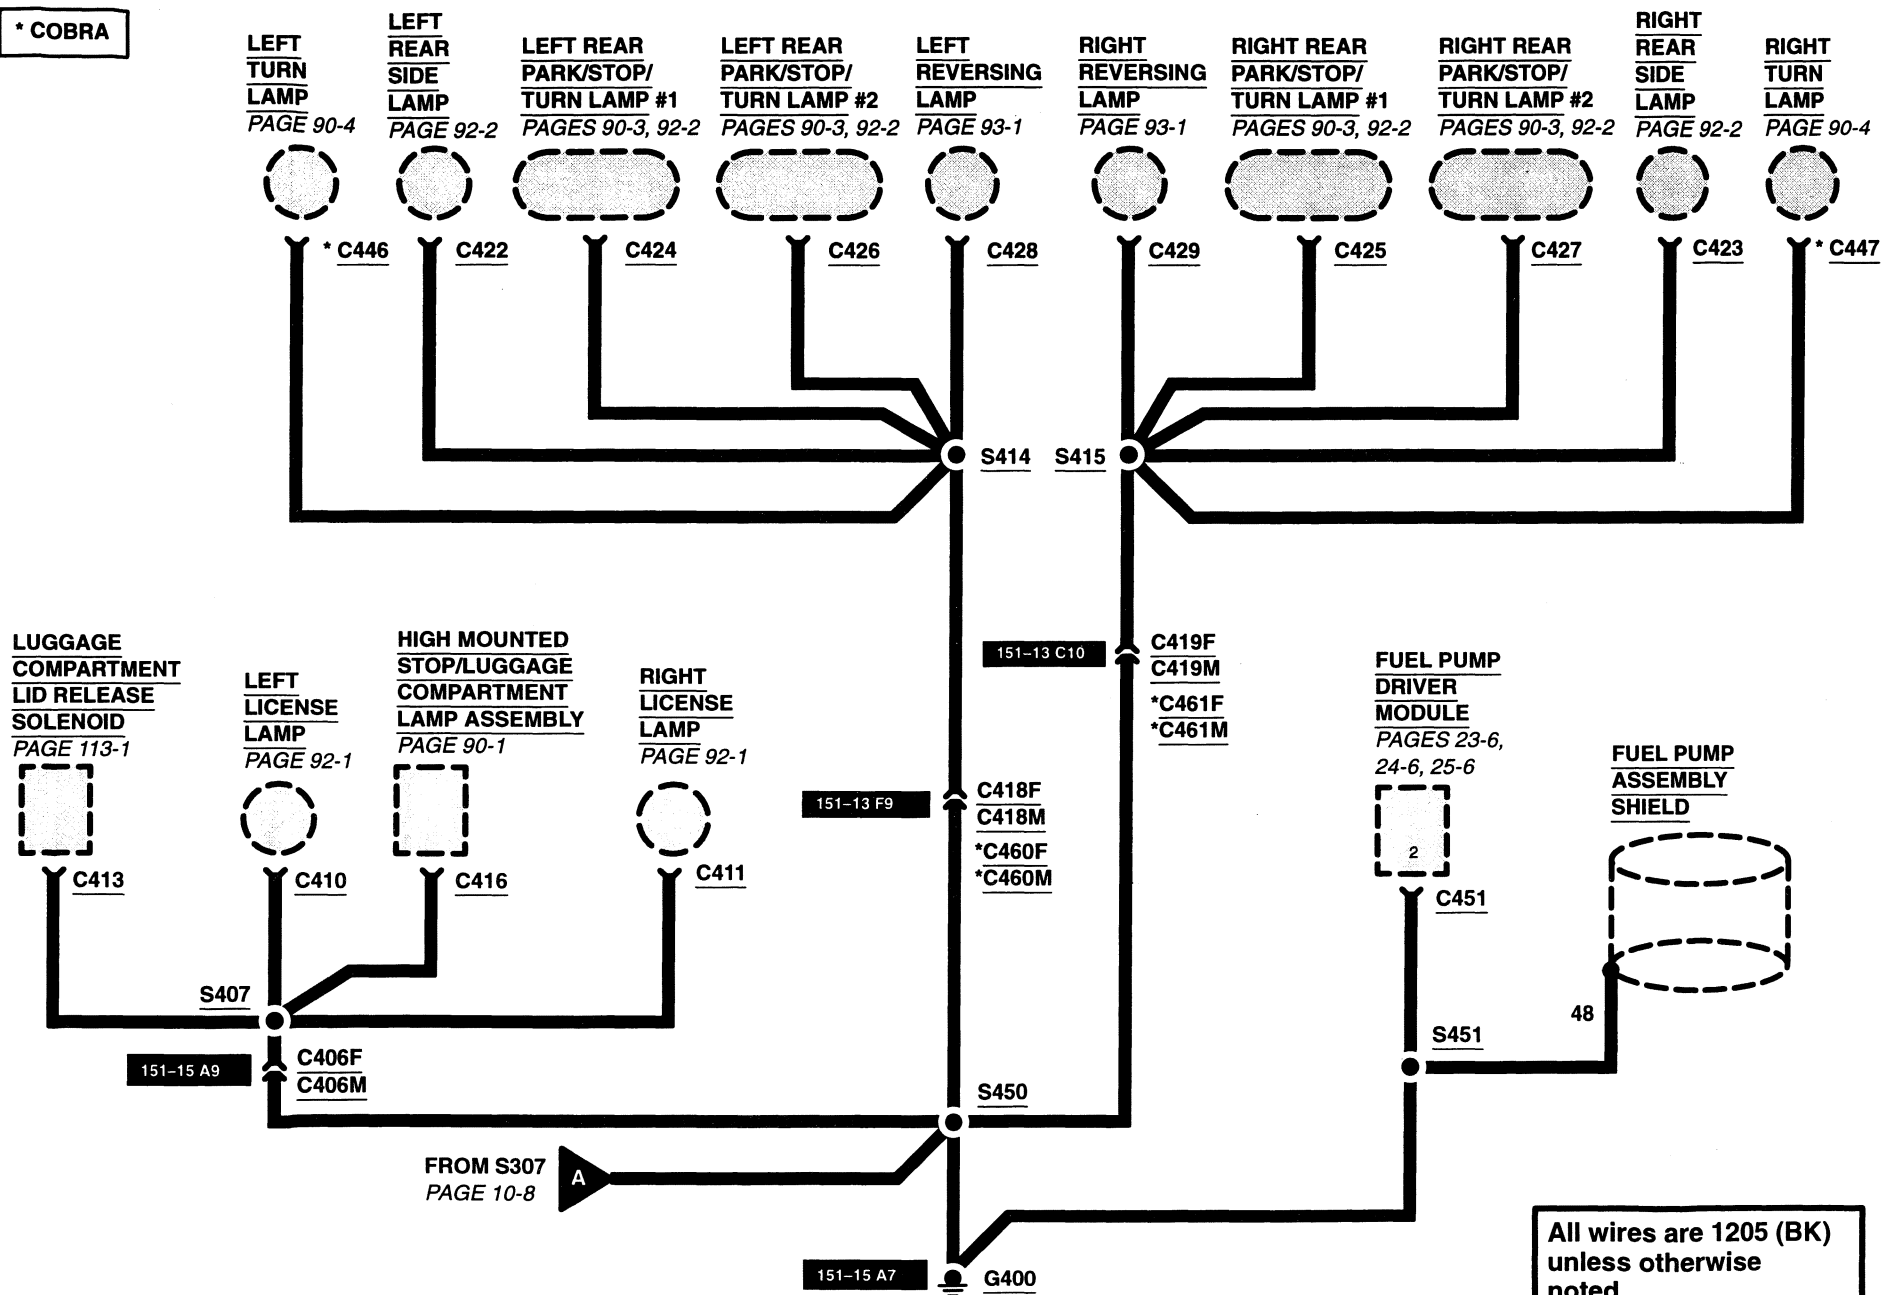 * COBRA
LEFT
TURN
LAMP
PAGE 90-4
LEFT
REAR
SIDE
LAMP
PAGE 92-2
LEFT REAR
PARK/STOP/
TURN LAMP #1
PAGES 90-3, 92-2
LEFT REAR
PARK/STOP/
TURN LAMP #2
PAGES 90-3, 92-2
LEFT
REVERSING
LAMP
PAGE 93-1
RIGHT
REVERSING
LAMP
PAGE 93-1
RIGHT REAR
PARK/STOP/
TURN LAMP #1
PAGES 90-3, 92-2
RIGHT REAR
PARK/STOP/
TURN LAMP #2
PAGES 90-3, 92-2
RIGHT
REAR
SIDE
LAMP
PAGE 92-2
RIGHT
TURN
LAMP
PAGE 90-4
* C446
C422
C424
C426
C428
C429
C425
C427
C423
* C447
S414
S415
LUGGAGE
COMPARTMENT
LID RELEASE
SOLENOID
PAGE 113-1
LEFT
LICENSE
LAMP
PAGE 92-1
HIGH MOUNTED
STOP/LUGGAGE
COMPARTMENT
LAMP ASSEMBLY
PAGE 90-1
RIGHT
LICENSE
LAMP
PAGE 92-1
151-13 C10
C419F
C419M
*C461F
*C461M
151-13 F9
C418F
C418M
*C460F
*C460M
FUEL PUMP
DRIVER
MODULE
PAGES 23-6,
24-6, 25-6
2
FUEL PUMP
ASSEMBLY
SHIELD
C413
C410
C416
C411
C451
S407
48
S451
151-15 A9
C406F
C406M
S450
FROM S307
PAGE 10-8
A
151-15 A7
G400
All wires are 1205 (BK)
unless otherwise
noted